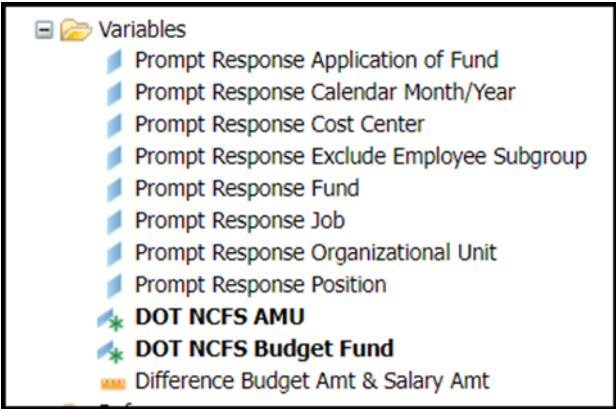 Variables
Prompt Response Application of Fund
Prompt Response Calendar Month/Year
Prompt Response Cost Center
Prompt Response Exclude Employee Subgroup
Prompt Response Fund
Prompt Response Job
Prompt Response Organizational Unit
Prompt Response Position
DOT NCFS AMU
DOT NCFS Budget Fund
Difference Budget Amt & Salary Amt